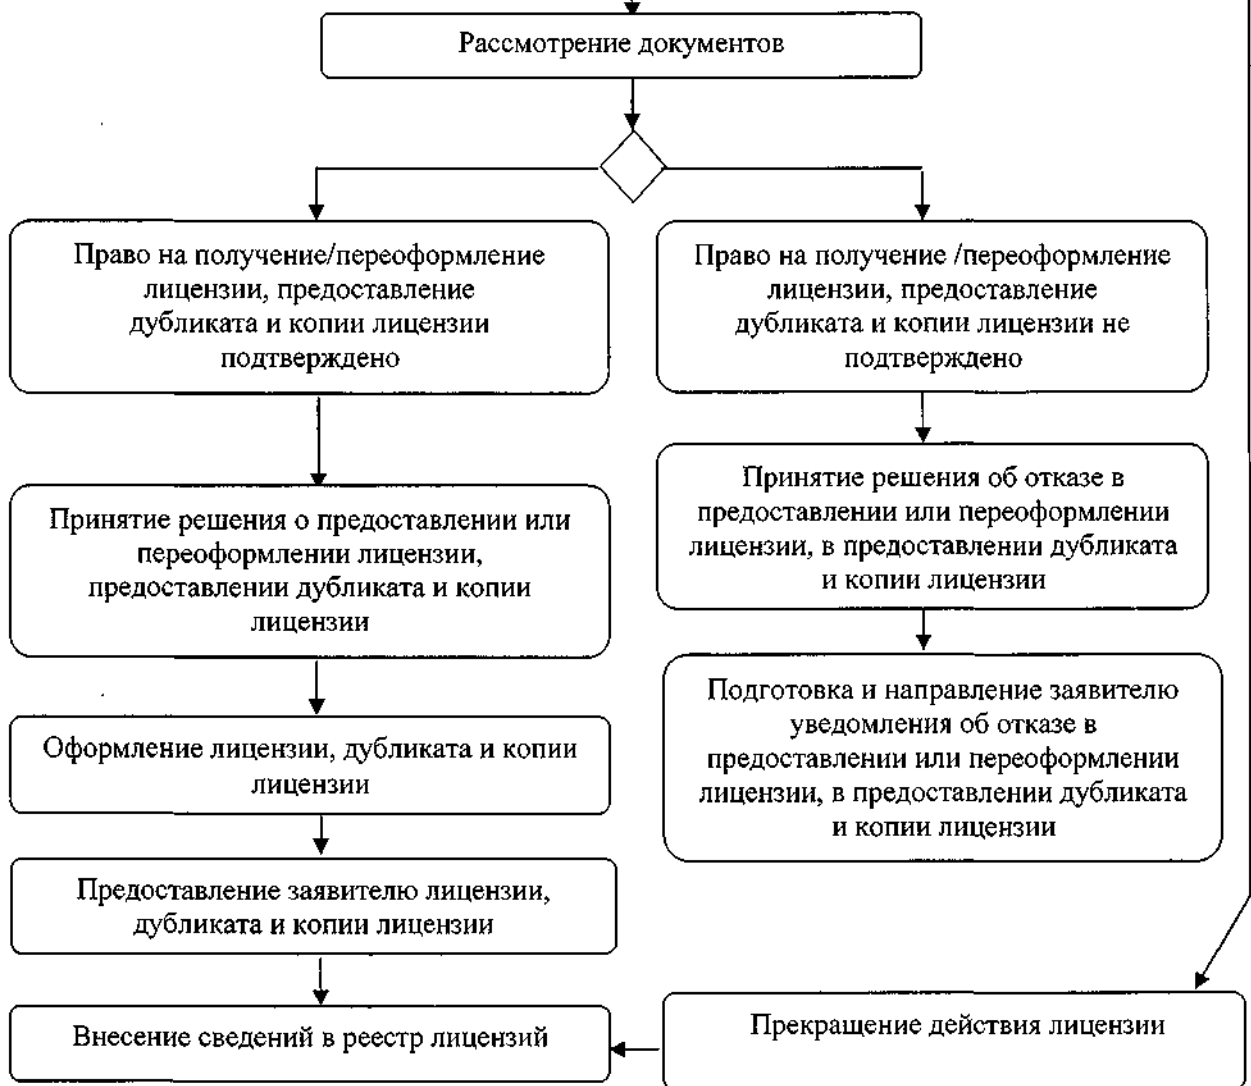 Рассмотрение документов
Право на получение/переоформление
лицензии, предоставление
дубликата и копии лицензии
подтверждено
Право на получение /переоформление
лицензии, предоставление
дубликата и копии лицензии не
подтверждено
Принятие решения о предоставлении или
переоформлении лицензии,
предоставлении дубликата и копии
лицензии
Принятие решения об отказе в
предоставлении или переоформлении
лицензии, в предоставлении дубликата
и копии лицензии
Оформление лицензии, дубликата и копии
лицензии
Подготовка и направление заявителю
уведомления об отказе в
предоставлении или переоформлении
лицензии, в предоставлении дубликата
и копии лицензии
Предоставление заявителю лицензии,
дубликата и копии лицензии
Внесение сведений в реестр лицензий
Прекращение действия лицензии